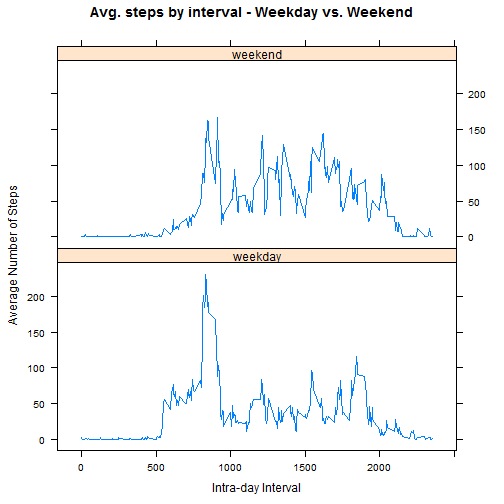 Avg. steps by interval - Weekday vs. Weekend
weekend
200
150
100
50
0
weekday
200
150
100
50
0
0 500 1000 1500 2000
Intra-day Interval
Average Number of Steps